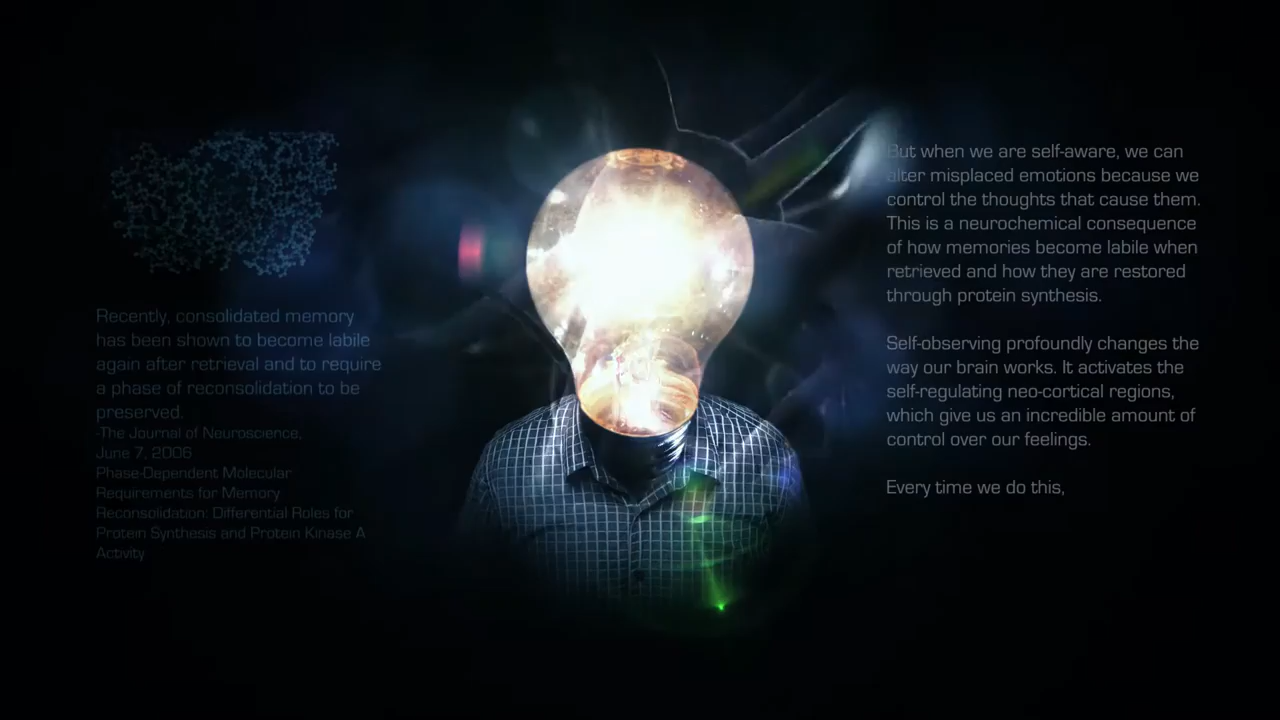 Recently, consolidated memory
has been shown to become labile
again after retrieval and to require
a phase of reconsolidation to be
preserved.
-The Journal of Neuroscience,
June 7, 2006
Phase-Dependent Molecular
Requirements for Memory
Reconsolidation: Differential Roles for
Protein Synthesis and Protein Kinase A
Activity
But when we are self-aware, we can
alter misplaced emotions because we
control the thoughts that cause them.
This is a neurochemical consequence
of how memories become labile when
retrieved and how they are restored
through protein synthesis.
Self-observing profoundly changes the
way our brain works. It activates the
self-regulating neo-cortical regions,
which give us an incredible amount of
control over our feelings.
Every time we do this,